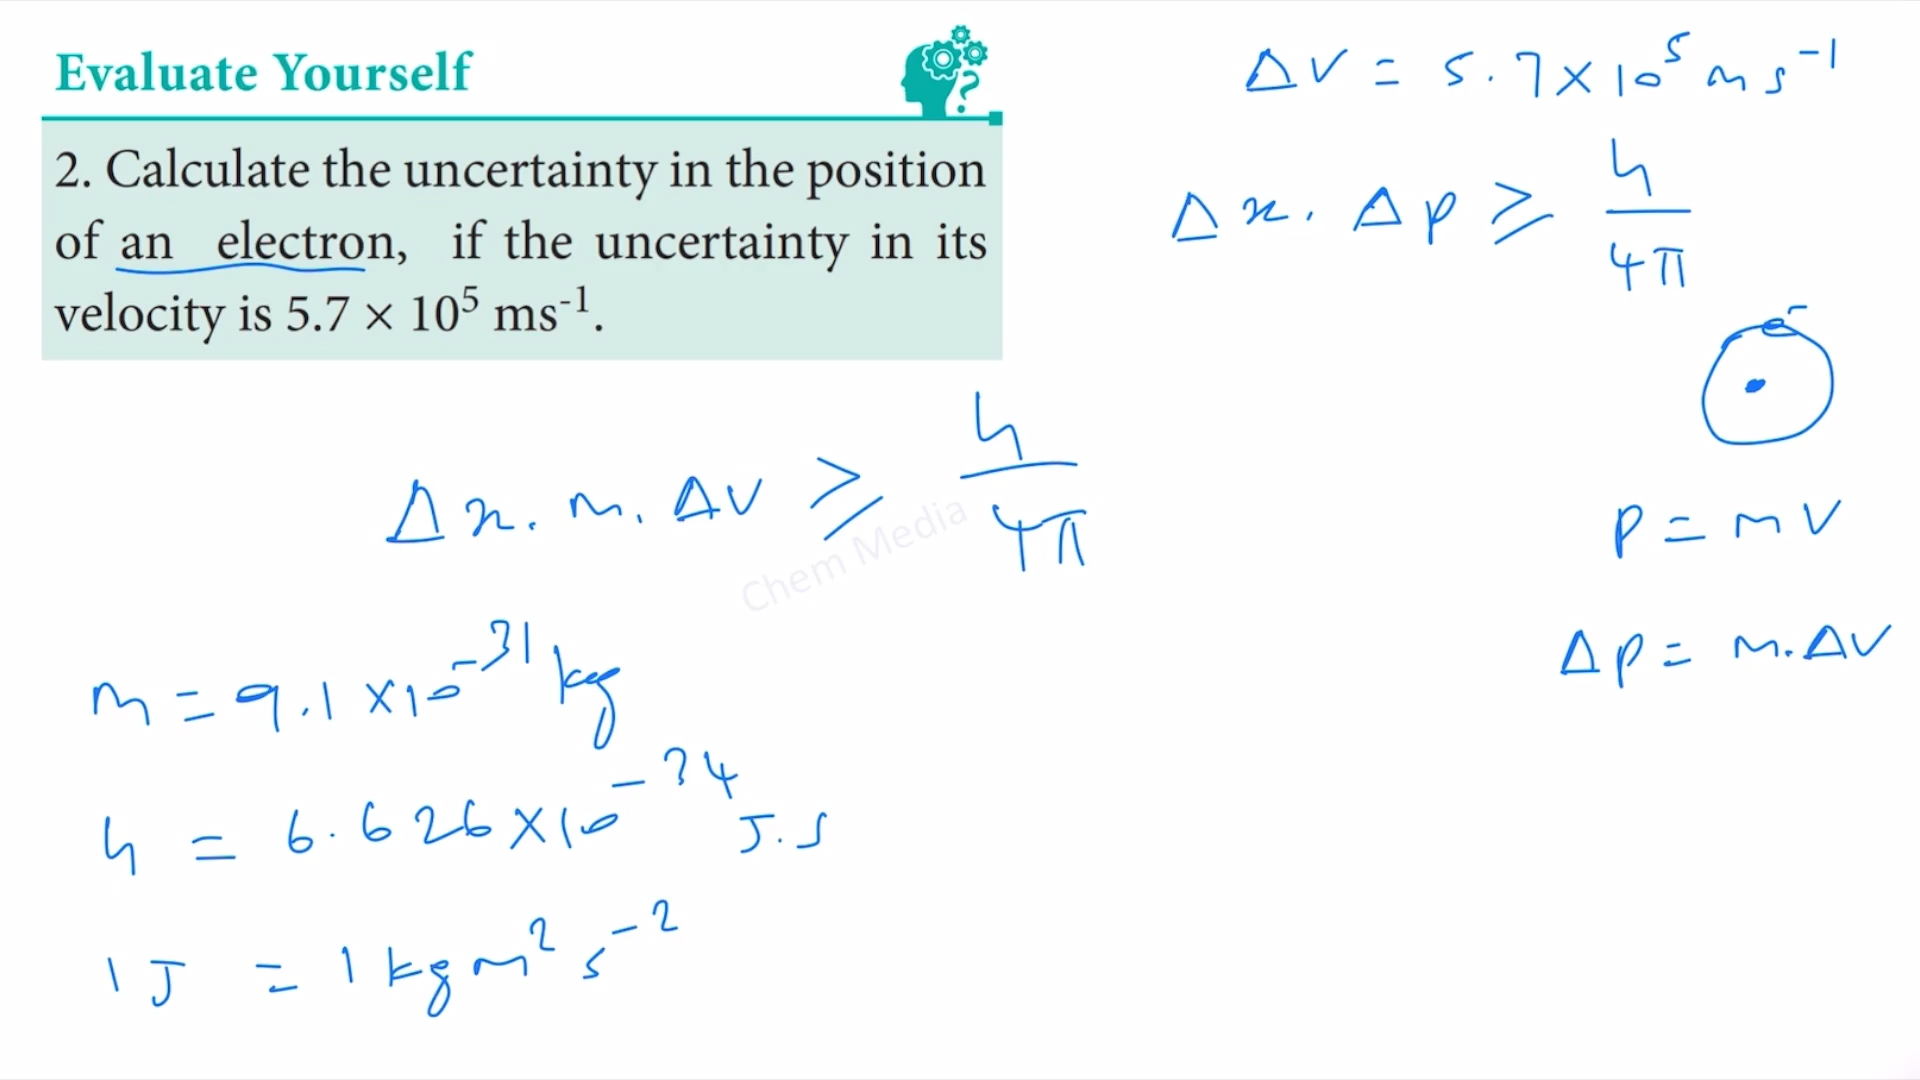 Evaluate Yourself
2. Calculate the uncertainty in the position
of an electron, if the uncertainty in its
velocity is 5.7 × 10⁵ ms⁻¹.
ΔV = 5.7 × 10⁵ m s⁻¹
Δx . Δp ≥ h/4π
e⁻
Δx . m . ΔV ≥ h/4π
P = mV
Δp = m.ΔV
Chem Media
m = 9.1 × 10⁻³¹ kg
h = 6.626 × 10⁻³⁴ J.s
1 J = 1 kg m² s⁻²